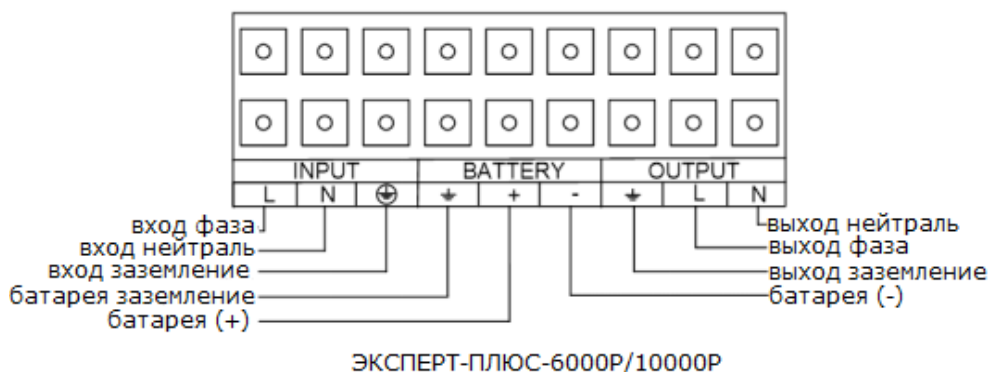 INPUT BATTERY OUTPUT
L N ⏚ + - ⏚ L N
вход фаза
вход нейтраль
вход заземление
батарея заземление
батарея (+)
выход нейтраль
выход фаза
выход заземление
батарея (-)
ЭКСПЕРТ-ПЛЮС-6000Р/10000Р